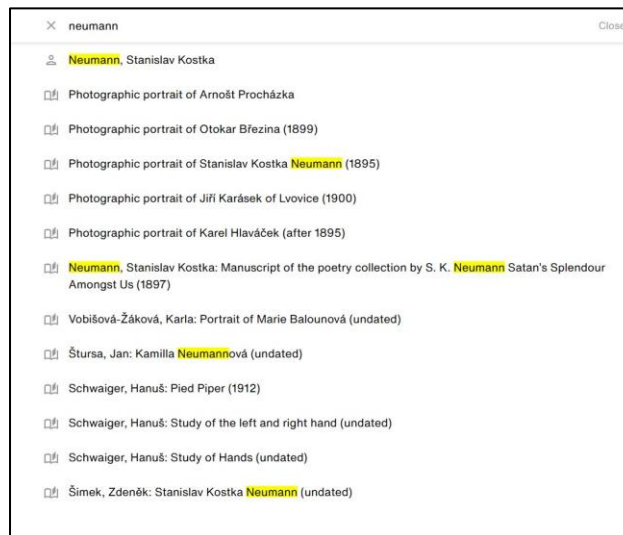 neumann
Close
Neumann, Stanislav Kostka
Photographic portrait of Arnošt Procházka
Photographic portrait of Otokar Březina (1899)
Photographic portrait of Stanislav Kostka Neumann (1895)
Photographic portrait of Jiří Karásek of Lvovice (1900)
Photographic portrait of Karel Hlaváček (after 1895)
Neumann, Stanislav Kostka: Manuscript of the poetry collection by S. K. Neumann Satan's Splendour
Amongst Us (1897)
Vobišová-Žáková, Karla: Portrait of Marie Balounová (undated)
Štursa, Jan: Kamilla Neumannová (undated)
Schwaiger, Hanuš: Pied Piper (1912)
Schwaiger, Hanuš: Study of the left and right hand (undated)
Schwaiger, Hanuš: Study of Hands (undated)
Šimek, Zdeněk: Stanislav Kostka Neumann (undated)